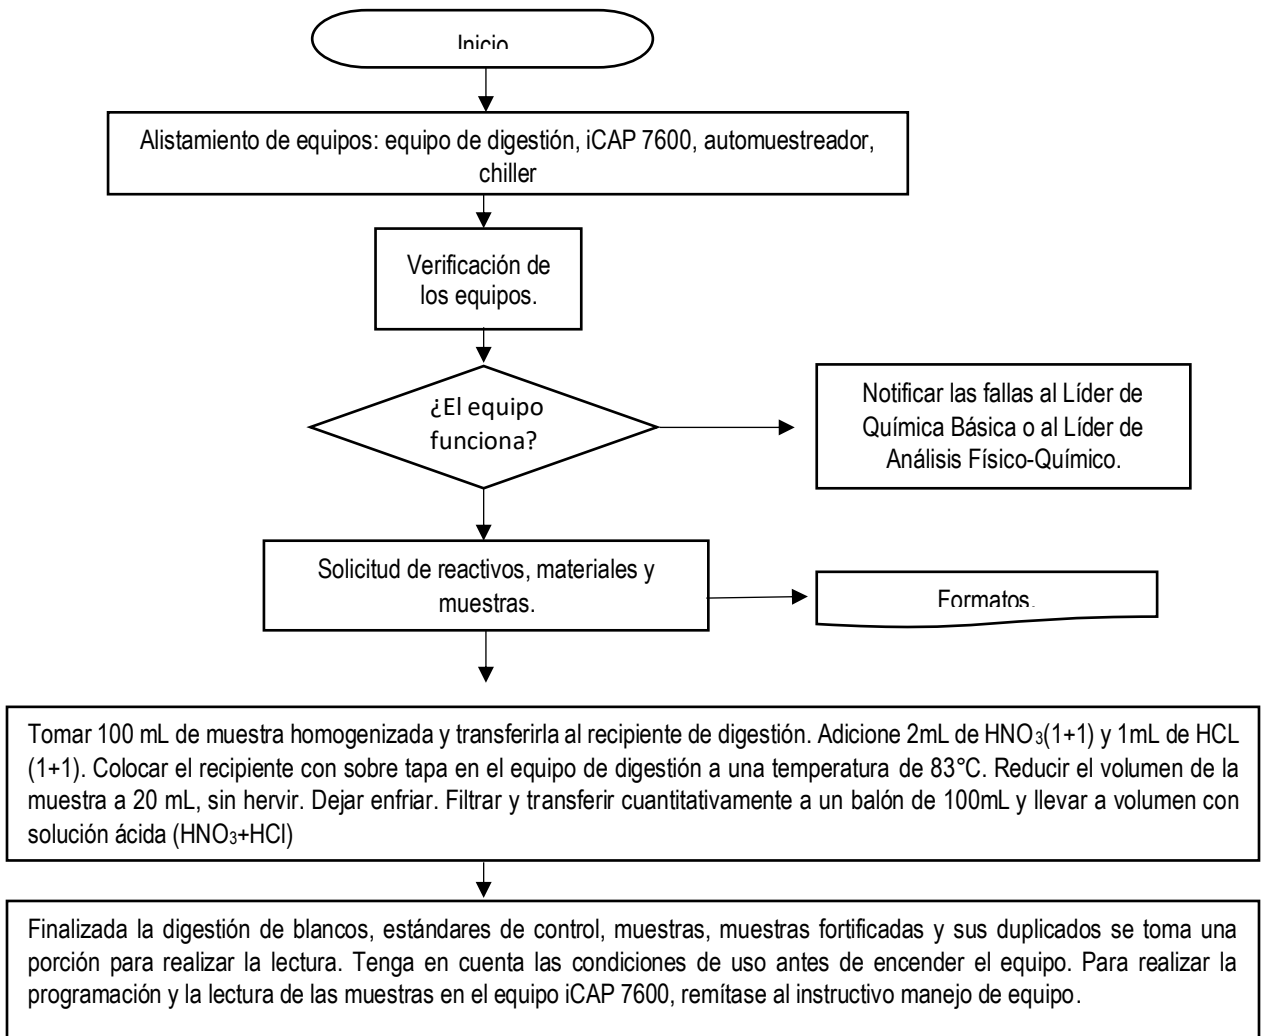 Inicio
Alistamiento de equipos: equipo de digestión, iCAP 7600, automuestreador,
chiller
Verificación de
los equipos.
¿El equipo
funciona?
Notificar las fallas al Líder de
Química Básica o al Líder de
Análisis Físico-Químico.
Solicitud de reactivos, materiales y
muestras.
Formatos.
Tomar 100 mL de muestra homogenizada y transferirla al recipiente de digestión. Adicione 2mL de HNO₃(1+1) y 1mL de HCL
(1+1). Colocar el recipiente con sobre tapa en el equipo de digestión a una temperatura de 83°C. Reducir el volumen de la
muestra a 20 mL, sin hervir. Dejar enfriar. Filtrar y transferir cuantitativamente a un balón de 100mL y llevar a volumen con
solución ácida (HNO₃+HCl)
Finalizada la digestión de blancos, estándares de control, muestras, muestras fortificadas y sus duplicados se toma una
porción para realizar la lectura. Tenga en cuenta las condiciones de uso antes de encender el equipo. Para realizar la
programación y la lectura de las muestras en el equipo iCAP 7600, remítase al instructivo manejo de equipo.